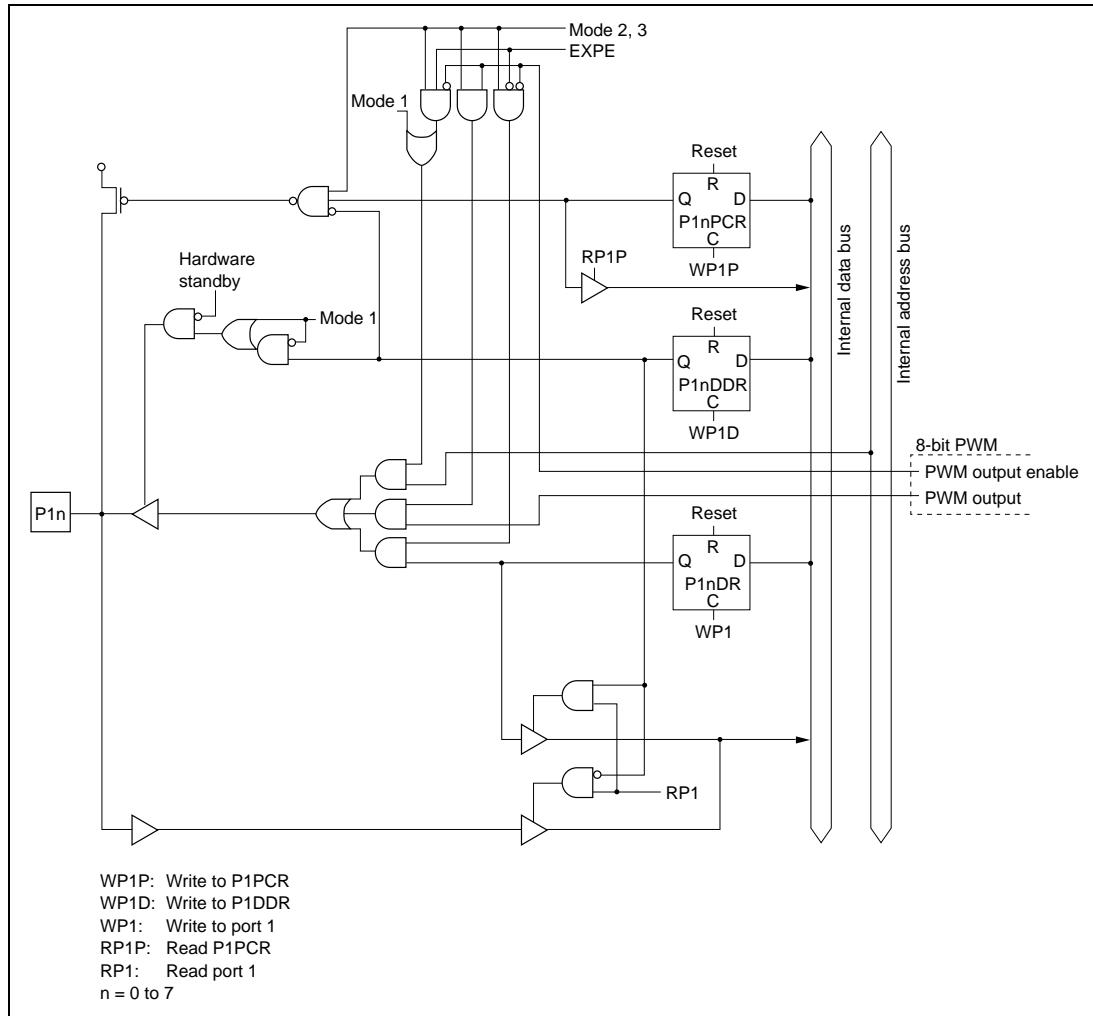 Mode 2, 3
EXPE
Mode 1
Reset
R
Q D
P1nPCR
C
WP1P
RP1P
Hardware
standby
Mode 1
Reset
R
Q D
P1nDDR
C
WP1D
Internal data bus
Internal address bus
8-bit PWM
PWM output enable
PWM output
P1n
Reset
R
Q D
P1nDR
C
WP1
RP1
WP1P: Write to P1PCR
WP1D: Write to P1DDR
WP1: Write to port 1
RP1P: Read P1PCR
RP1: Read port 1
n = 0 to 7